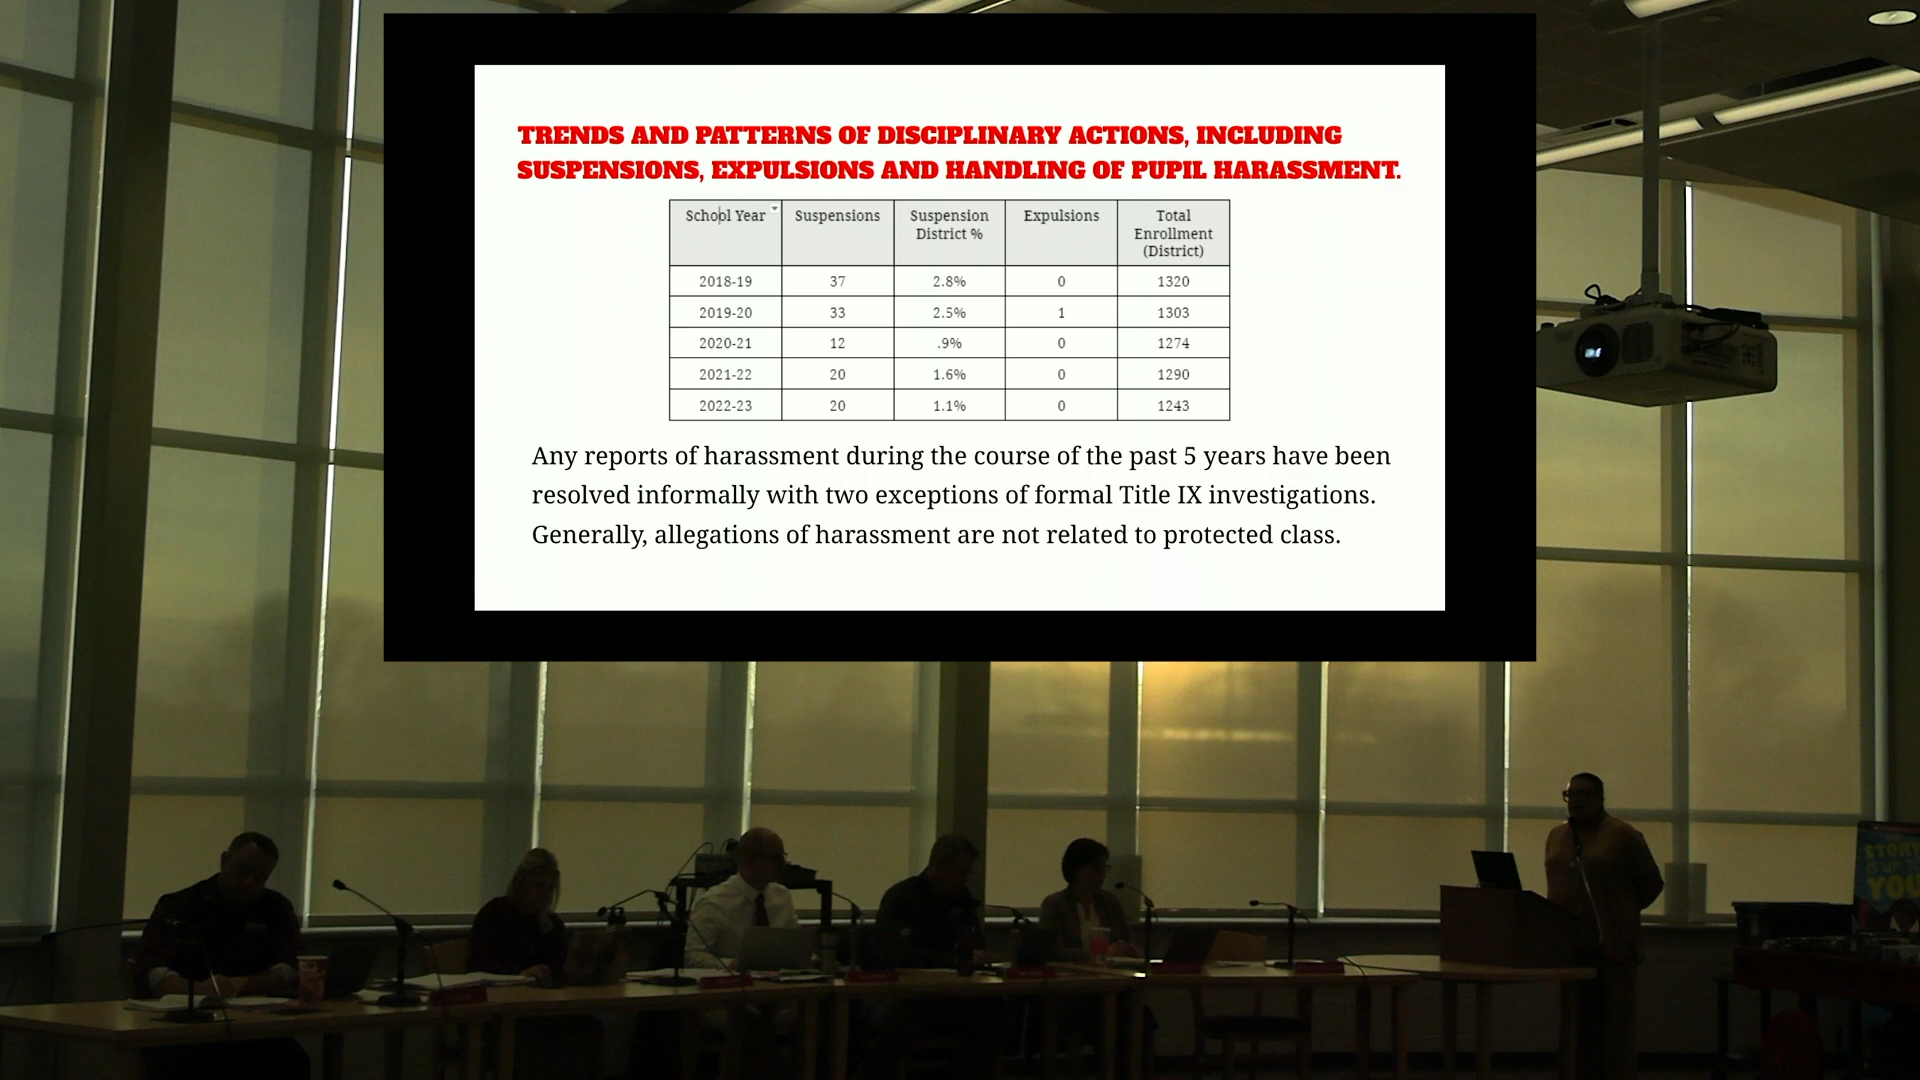 TRENDS AND PATTERNS OF DISCIPLINARY ACTIONS, INCLUDING
SUSPENSIONS, EXPULSIONS AND HANDLING OF PUPIL HARASSMENT.
School Year Suspensions Suspension District % Expulsions Total Enrollment (District)
2018-19 37 2.8% 0 1320
2019-20 33 2.5% 1 1303
2020-21 12 .9% 0 1274
2021-22 20 1.6% 0 1290
2022-23 20 1.1% 0 1243
Any reports of harassment during the course of the past 5 years have been
resolved informally with two exceptions of formal Title IX investigations.
Generally, allegations of harassment are not related to protected class.
STORY
IS UP
YOU